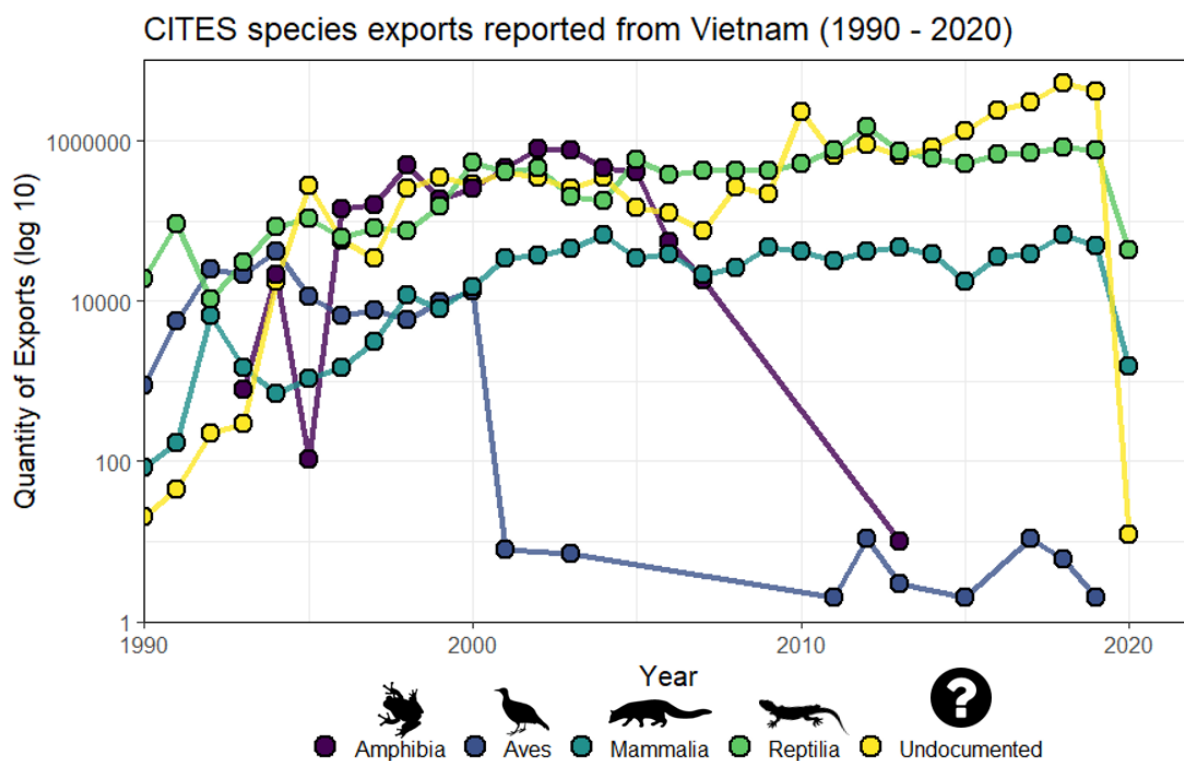 CITES species exports reported from Vietnam (1990 - 2020)
Quantity of Exports (log 10)
1000000
10000
100
1
1990 2000 2010 2020
Year
?
Amphibia Aves Mammalia Reptilia Undocumented